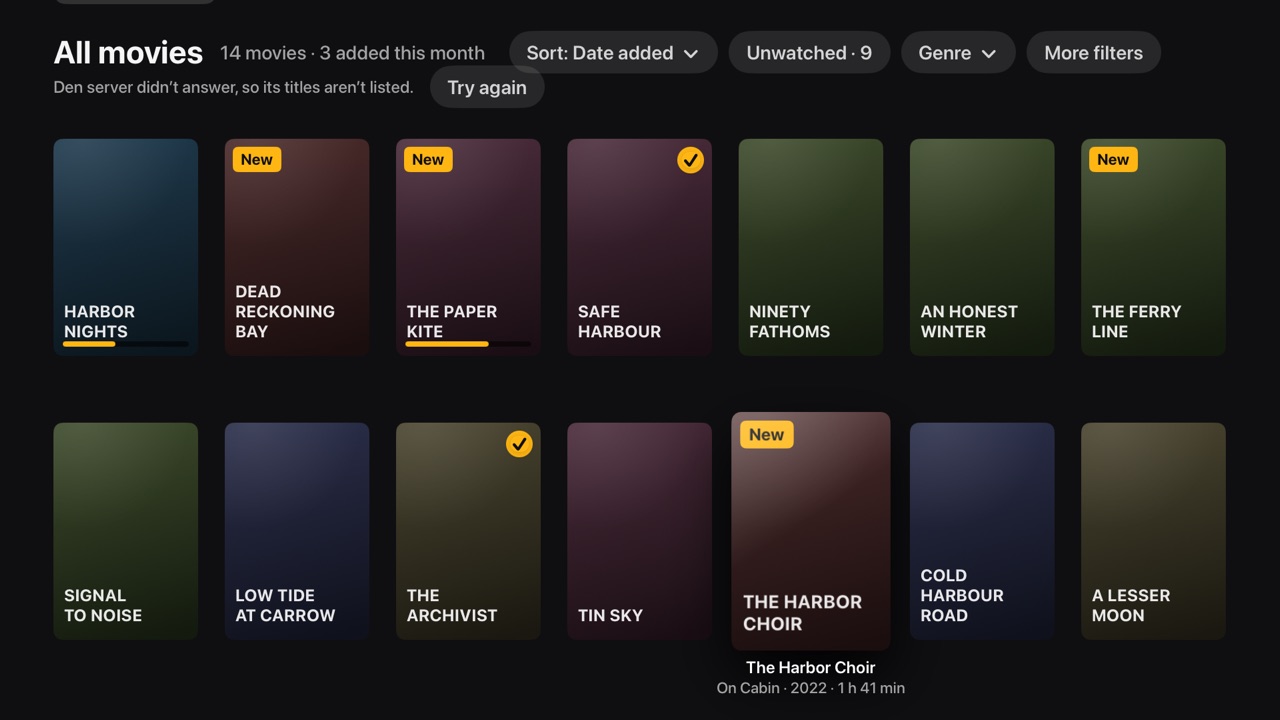 All movies 14 movies · 3 added this month Sort: Date added Unwatched · 9 Genre More filters
Den server didn’t answer, so its titles aren’t listed. Try again
HARBOR
NIGHTS
New
DEAD
RECKONING
BAY
New
THE PAPER
KITE
SAFE
HARBOUR
NINETY
FATHOMS
AN HONEST
WINTER
New
THE FERRY
LINE
SIGNAL
TO NOISE
LOW TIDE
AT CARROW
THE
ARCHIVIST
TIN SKY
New
THE HARBOR
CHOIR
The Harbor Choir
On Cabin · 2022 · 1 h 41 min
COLD
HARBOUR
ROAD
A LESSER
MOON